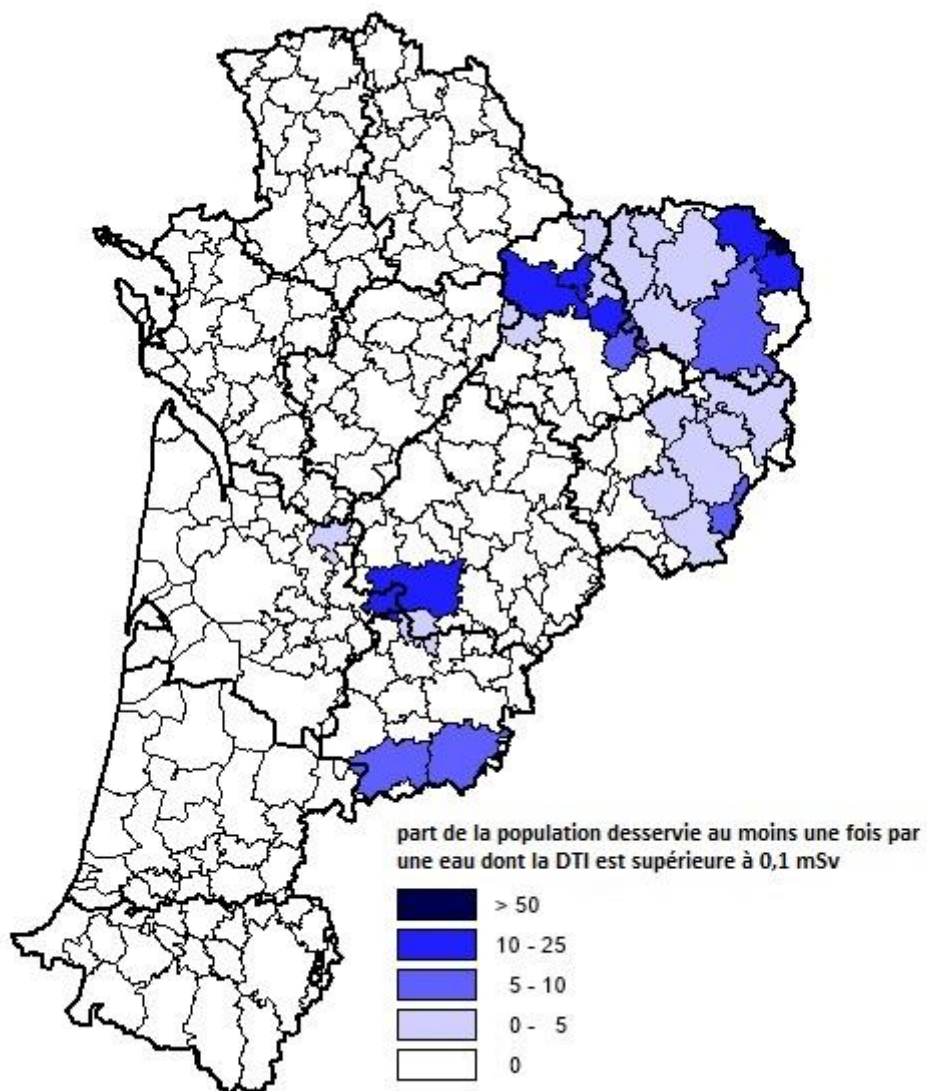 part de la population desservie au moins une fois par
une eau dont la DTI est supérieure à 0,1 mSv
> 50
10 - 25
5 - 10
0 - 5
0